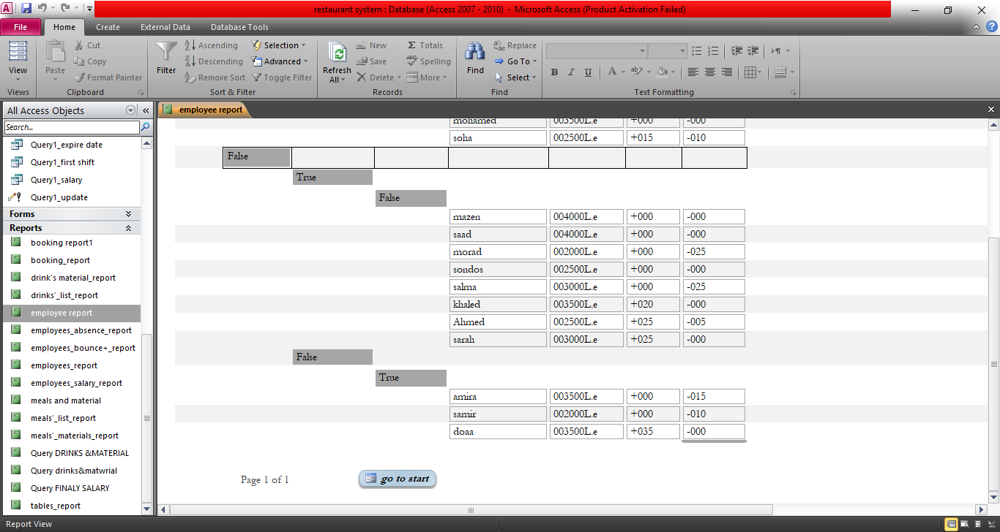 restaurant system : Database (Access 2007 - 2010) - Microsoft Access (Product Activation Failed)
File Home Create External Data Database Tools
View
Views
Paste
Cut
Copy
Format Painter
Clipboard
Filter
Ascending
Descending
Remove Sort
Selection
Advanced
Toggle Filter
Sort & Filter
Refresh
All
New
Save
Delete
Totals
Spelling
More
Records
Find
Replace
Go To
Select
Find
B I U A
Text Formatting
All Access Objects
Search...
Query1_expire date
Query1_first shift
Query1_salary
Query1_update
Forms
Reports
booking report1
booking_report
drink's material_report
drinks'_list_report
employee report
employees_absence_report
employees_bounce+_report
employees_report
employees_salary_report
meals and material
meals'_list_report
meals'_materials_report
Query DRINKS &MATERIAL
Query drinks&matwrial
Query FINALY SALARY
tables_report
employee report
mohamed 003500L.e +000 -000
soha 002500L.e +015 -010
False
True
False
mazen 004000L.e +000 -000
saad 004000L.e +000 -000
morad 002000L.e +000 -025
sondos 002500L.e +000 -000
salma 003000L.e +000 -025
khaled 003500L.e +020 -000
Ahmed 002500L.e +025 -005
sarah 003000L.e +025 -000
False
True
amira 003500L.e +000 -015
samir 002000L.e +000 -010
doaa 003500L.e +035 -000
Page 1 of 1
go to start
Report View